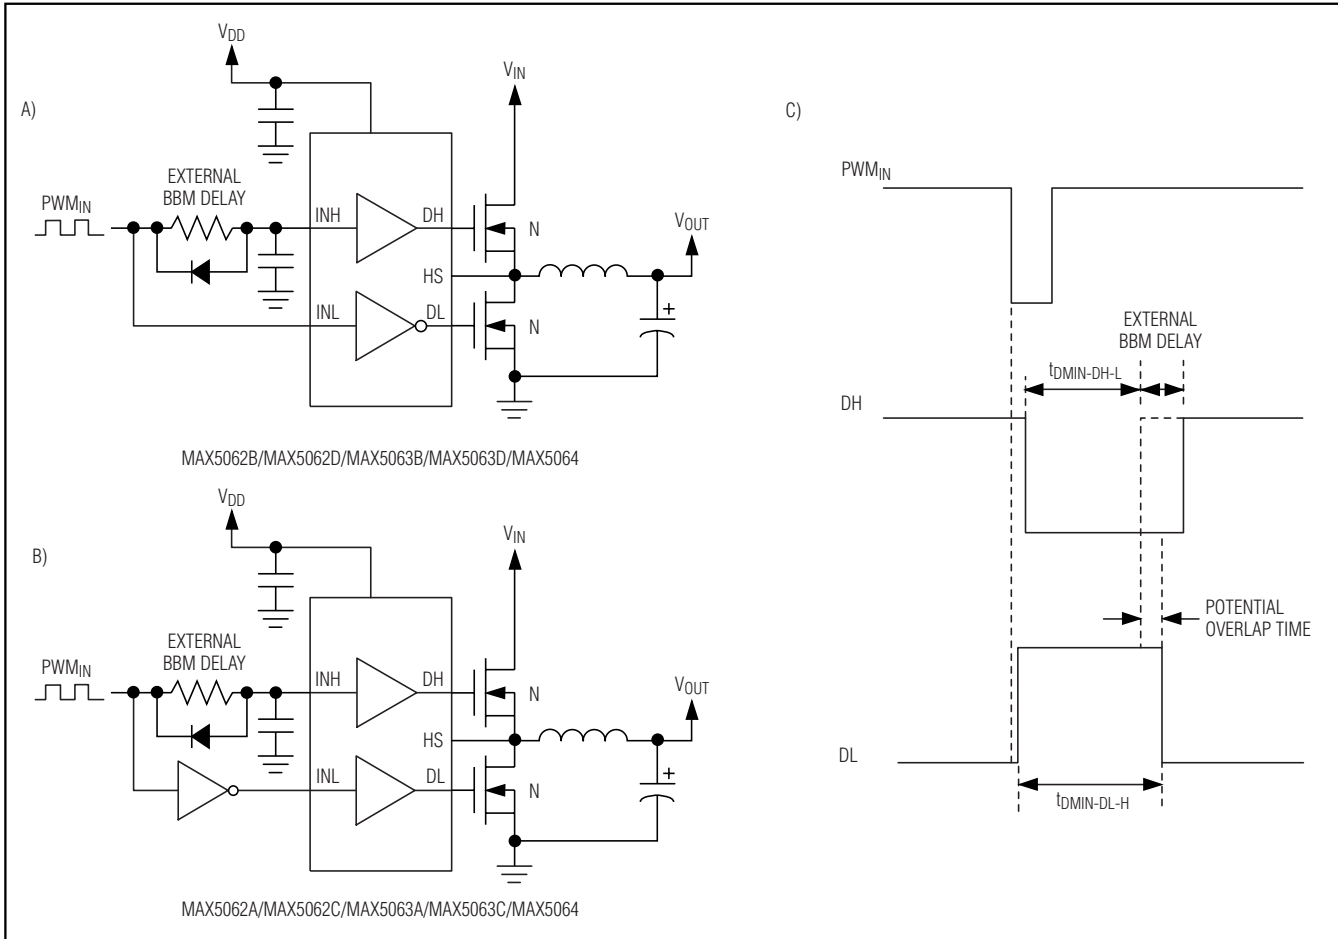 A)
VDD
VIN
EXTERNAL
BBM DELAY
PWMIN
INH
DH
N
VOUT
HS
INL
DL
+
N
MAX5062B/MAX5062D/MAX5063B/MAX5063D/MAX5064
B)
VDD
VIN
EXTERNAL
BBM DELAY
PWMIN
INH
DH
N
VOUT
HS
INL
DL
+
N
MAX5062A/MAX5062C/MAX5063A/MAX5063C/MAX5064
C)
PWMIN
EXTERNAL
BBM DELAY
tDMIN-DH-L
DH
POTENTIAL
OVERLAP TIME
DL
tDMIN-DL-H